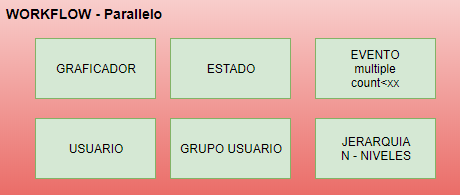 WORKFLOW - Parallelo
GRAFICADOR
ESTADO
EVENTO
multiple
count<xx
USUARIO
GRUPO USUARIO
JERARQUIA
N - NIVELES